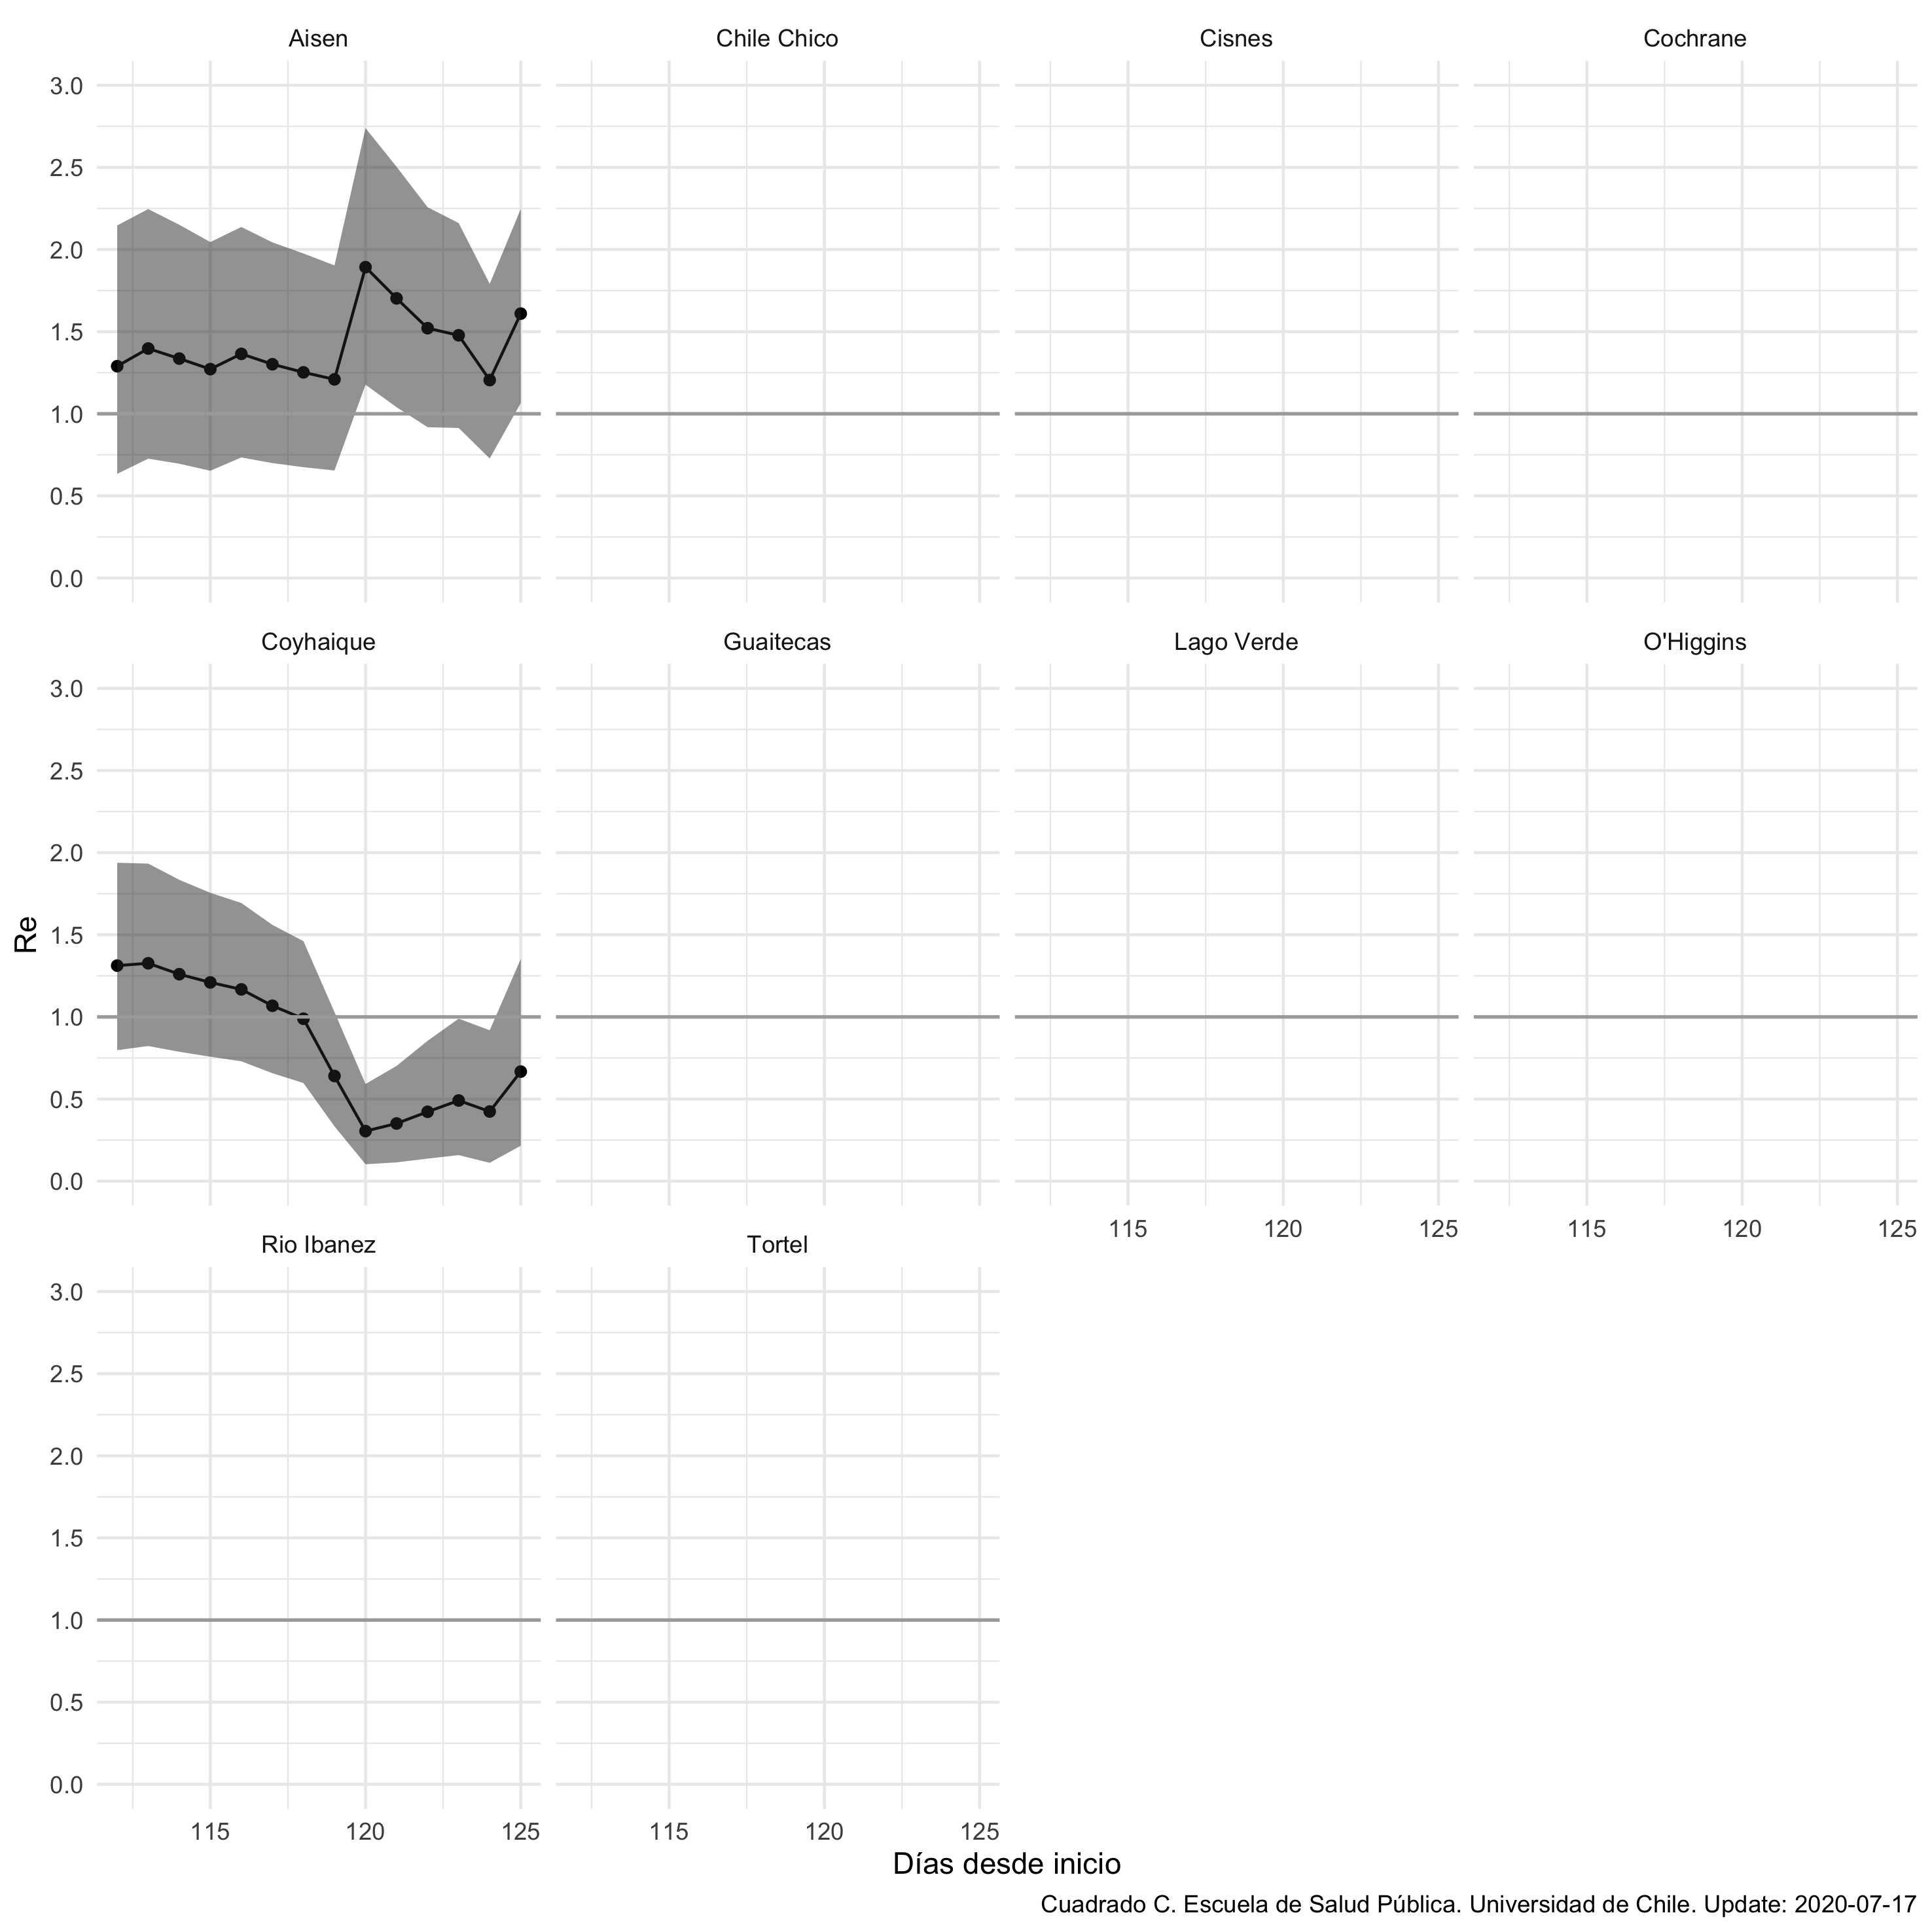 Aisen Chile Chico Cisnes Cochrane
3.0
2.5
2.0
1.5
1.0
0.5
0.0
Coyhaique Guaitecas Lago Verde O'Higgins
3.0
2.5
2.0
1.5
1.0
0.5
0.0
115 120 125 115 120 125
Re
Rio Ibanez Tortel
3.0
2.5
2.0
1.5
1.0
0.5
0.0
115 120 125 115 120 125
Días desde inicio
Cuadrado C. Escuela de Salud Pública. Universidad de Chile. Update: 2020-07-17